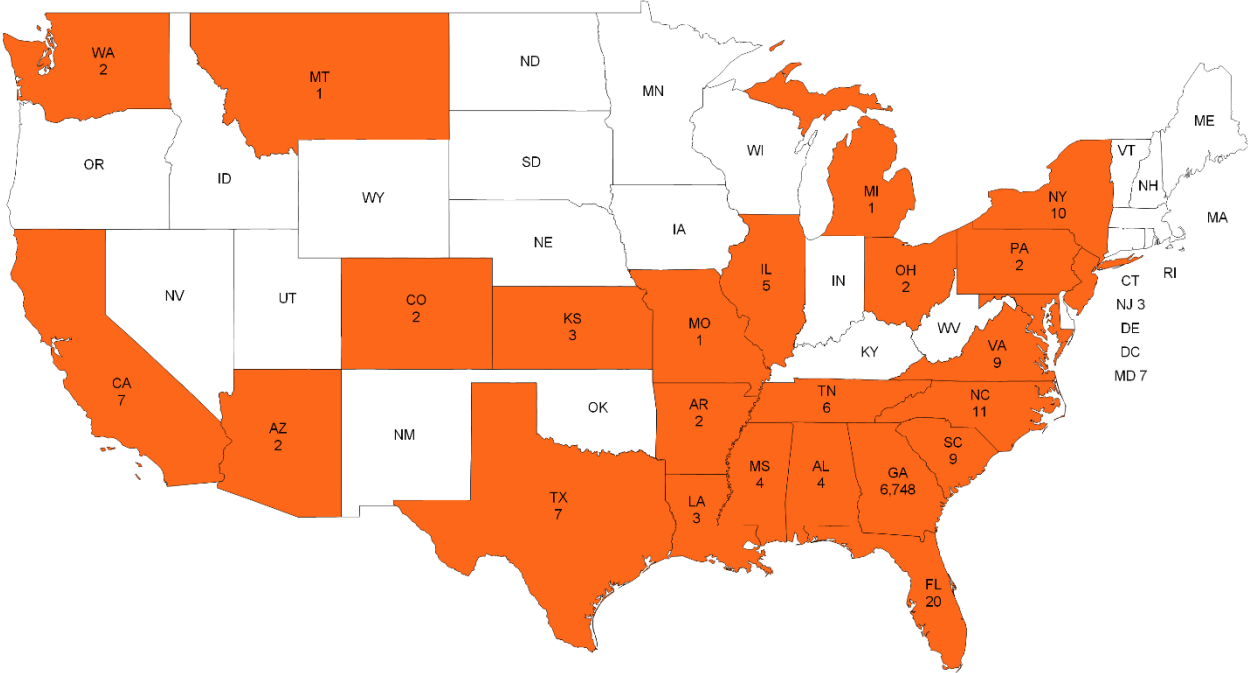 WA
2
MT
1
ND
MN
OR
ID
WY
SD
WI
MI
1
VT
ME
NH
NY
10
MA
NE
IA
NV
UT
CO
2
KS
3
MO
1
IL
5
IN
OH
2
PA
2
RI
CT
NJ 3
DE
DC
MD 7
WV
KY
VA
9
CA
7
AZ
2
NM
OK
AR
2
TN
6
NC
11
SC
9
TX
7
LA
3
MS
4
AL
4
GA
6,748
FL
20